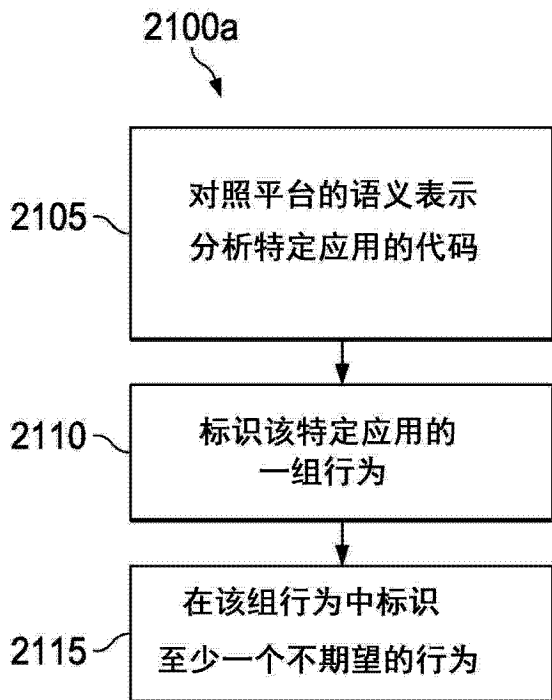 2100a
2105
对照平台的语义表示
分析特定应用的代码
2110
标识该特定应用的
一组行为
2115
在该组行为中标识
至少一个不期望的行为